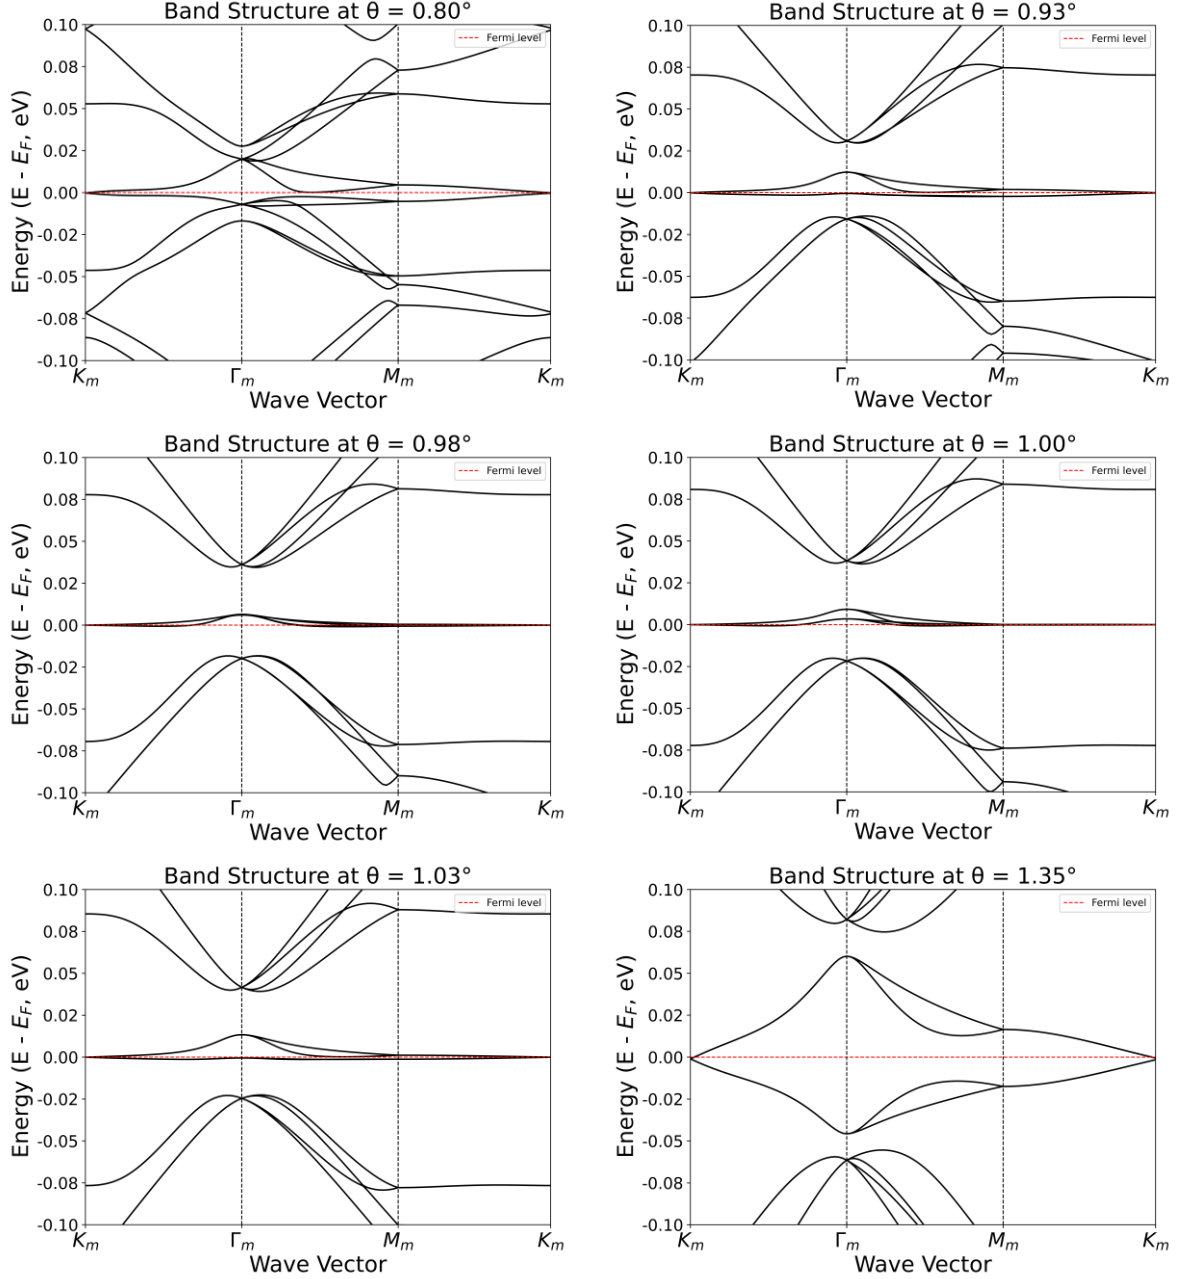 Band Structure at θ = 0.80°
Fermi level
0.10
0.08
0.05
0.02
0.00
-0.02
-0.05
-0.08
-0.10
Energy (E - E_F, eV)
K_m Γ_m M_m K_m
Wave Vector
Band Structure at θ = 0.93°
Fermi level
0.10
0.08
0.05
0.02
0.00
-0.02
-0.05
-0.08
-0.10
Energy (E - E_F, eV)
K_m Γ_m M_m K_m
Wave Vector
Band Structure at θ = 0.98°
Fermi level
0.10
0.08
0.05
0.02
0.00
-0.02
-0.05
-0.08
-0.10
Energy (E - E_F, eV)
K_m Γ_m M_m K_m
Wave Vector
Band Structure at θ = 1.00°
Fermi level
0.10
0.08
0.05
0.02
0.00
-0.02
-0.05
-0.08
-0.10
Energy (E - E_F, eV)
K_m Γ_m M_m K_m
Wave Vector
Band Structure at θ = 1.03°
Fermi level
0.10
0.08
0.05
0.02
0.00
-0.02
-0.05
-0.08
-0.10
Energy (E - E_F, eV)
K_m Γ_m M_m K_m
Wave Vector
Band Structure at θ = 1.35°
Fermi level
0.10
0.08
0.05
0.02
0.00
-0.02
-0.05
-0.08
-0.10
Energy (E - E_F, eV)
K_m Γ_m M_m K_m
Wave Vector